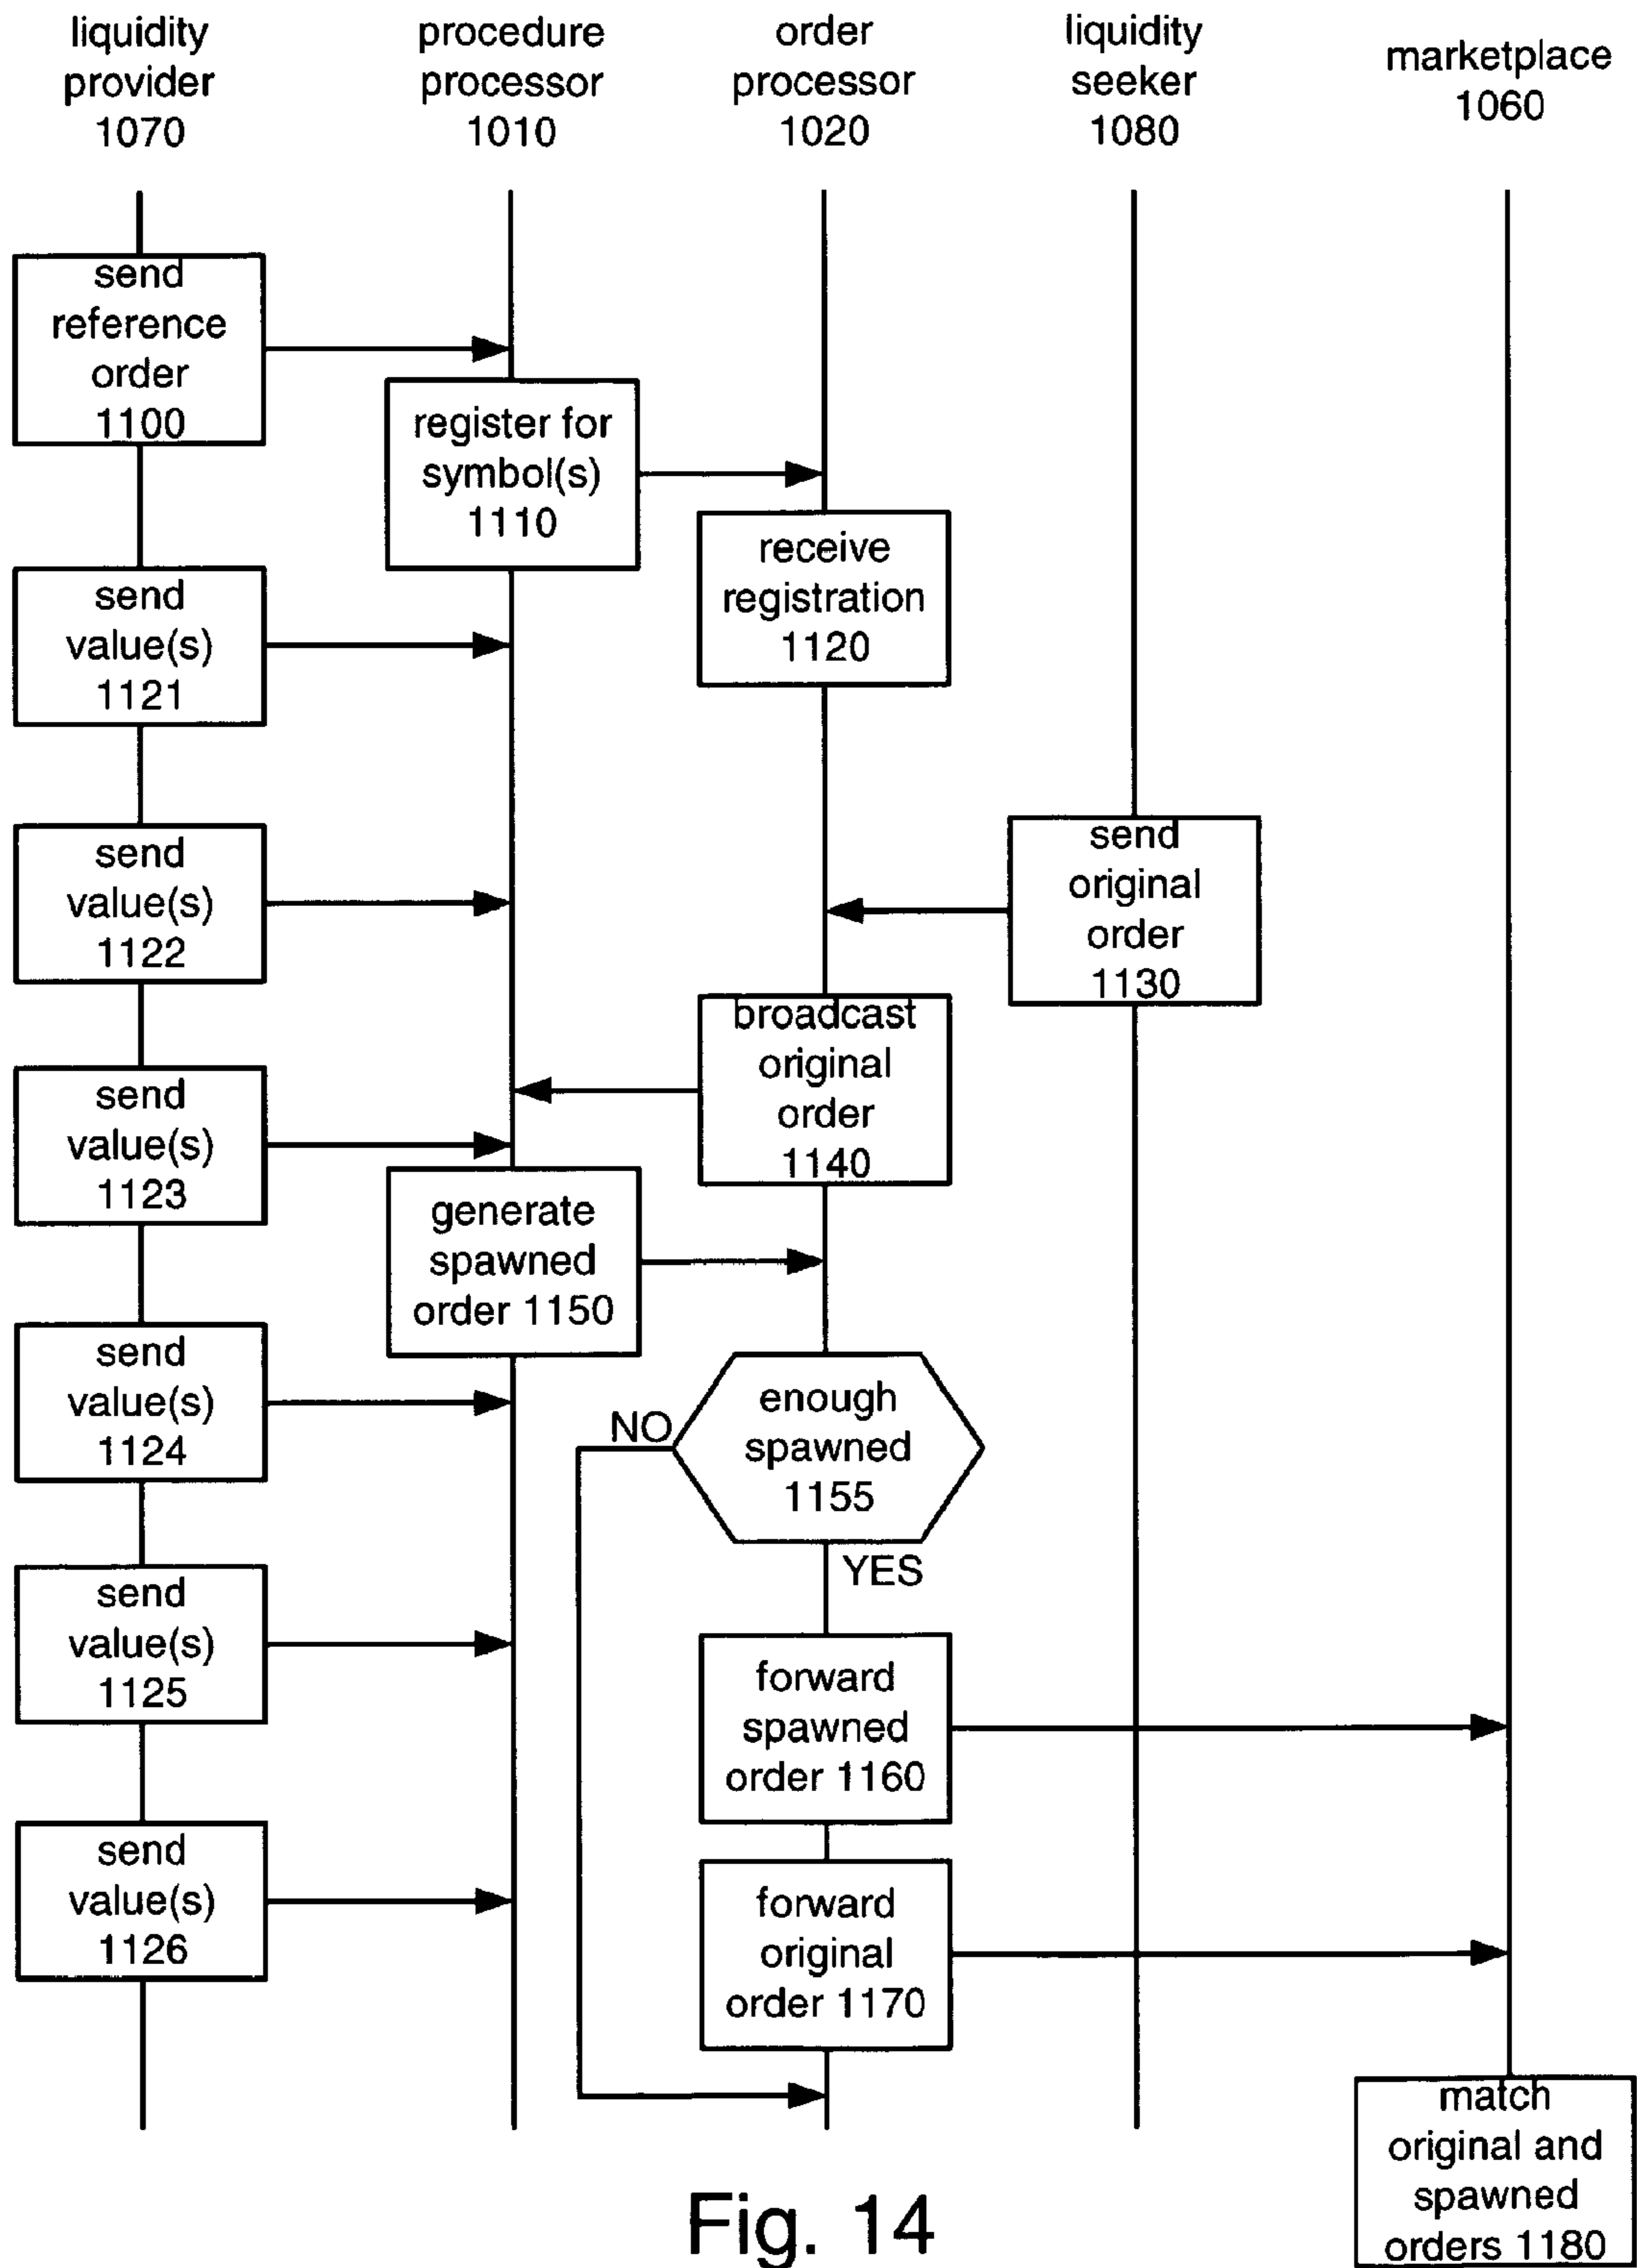 liquidity
provider
1070
procedure
processor
1010
order
processor
1020
liquidity
seeker
1080
marketplace
1060
send
reference
order
1100
register for
symbol(s)
1110
receive
registration
1120
send
value(s)
1121
send
value(s)
1122
send
original
order
1130
broadcast
original
order
1140
send
value(s)
1123
generate
spawned
order 1150
send
value(s)
1124
enough
spawned
1155
NO
YES
send
value(s)
1125
forward
spawned
order 1160
send
value(s)
1126
forward
original
order 1170
match
original and
spawned
orders 1180
Fig. 14